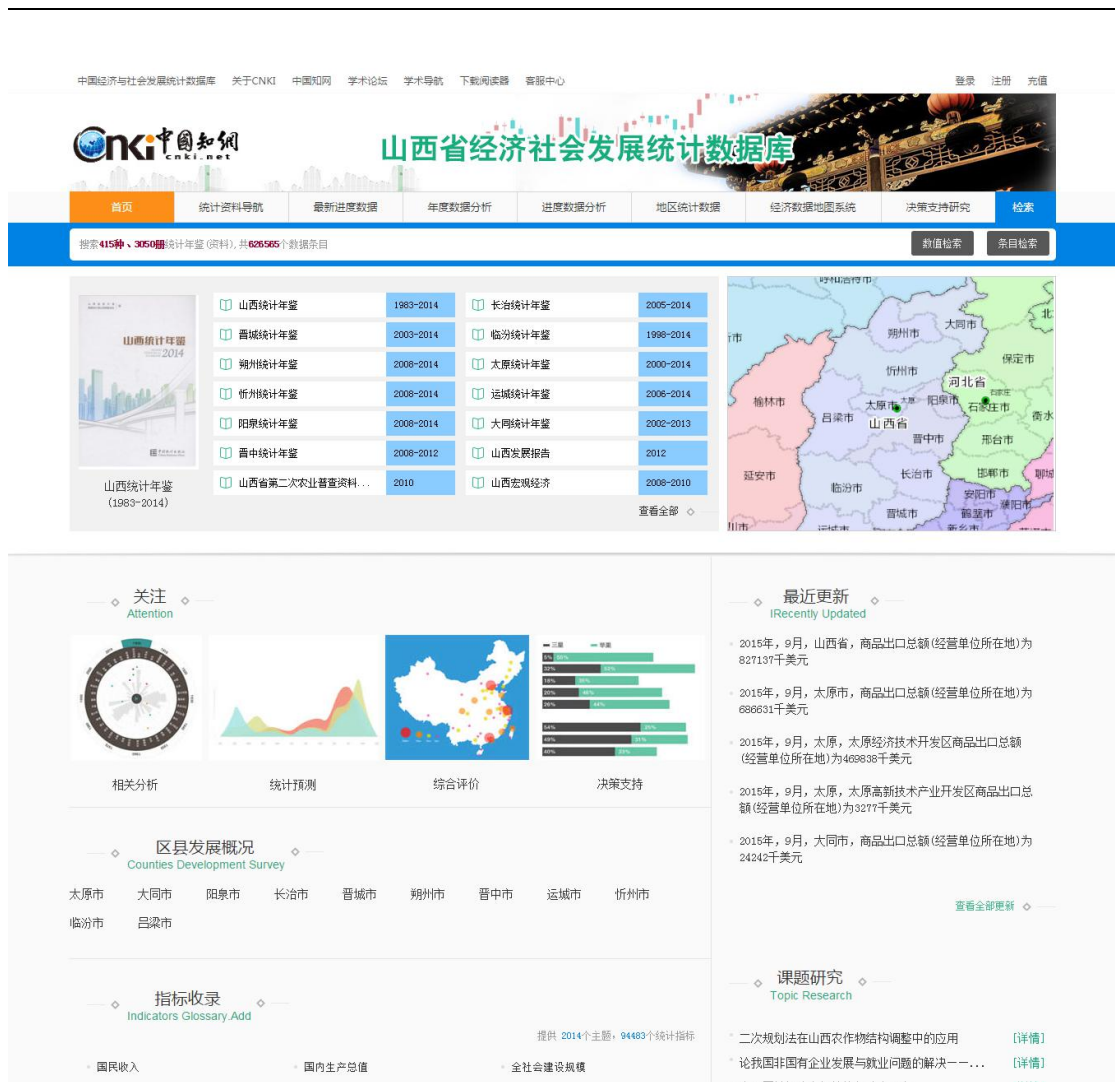 中国经济与社会发展统计数据库 关于CNKI 中国知网 学术论坛 学术导航 下载阅读器 客服中心 登录 注册 充值
Cnki 中国知网
cnki.net
山西省经济社会发展统计数据库
首页 统计资料导航 最新进度数据 年度数据分析 进度数据分析 地区统计数据 经济数据地图系统 决策支持研究 检索
搜索415种、3050册统计年鉴(资料),共626565个数据条目 数值检索 条目检索
山西统计年鉴
2014
山西统计年鉴
(1983-2014)
山西统计年鉴 1983-2014 长治统计年鉴 2005-2014
晋城统计年鉴 2003-2014 临汾统计年鉴 1998-2014
朔州统计年鉴 2008-2014 太原统计年鉴 2000-2014
忻州统计年鉴 2008-2014 运城统计年鉴 2006-2014
阳泉统计年鉴 2008-2014 大同统计年鉴 2002-2013
晋中统计年鉴 2008-2012 山西发展报告 2012
山西省第二次农业普查资料... 2010 山西宏观经济 2008-2010
查看全部
呼和浩特市
大同市
朔州市
保定市
忻州市
河北省
石家庄
榆林市
太原市 太原 阳泉市
石家庄市
吕梁市
山西省
衡水
晋中市
邢台市
延安市
长治市
邯郸市
聊城
临汾市
安阳市
濮阳市
晋城市
鹤壁市
运城市
新乡市
关注
Attention
相关分析 统计预测 综合评价 决策支持
区县发展概况
Counties Development Survey
太原市 大同市 阳泉市 长治市 晋城市 朔州市 晋中市 运城市 忻州市
临汾市 吕梁市
指标收录
Indicators Glossary.Add
提供 2014个主题,94483个统计指标
国民收入 国内生产总值 全社会建设规模
最近更新
IRecently Updated
2015年,9月,山西省,商品出口总额(经营单位所在地)为
827137千美元
2015年,9月,太原市,商品出口总额(经营单位所在地)为
686631千美元
2015年,9月,太原,太原经济技术开发区商品出口总额
(经营单位所在地)为469838千美元
2015年,9月,太原,太原高新技术产业开发区商品出口总
额(经营单位所在地)为3277千美元
2015年,9月,大同市,商品出口总额(经营单位所在地)为
24242千美元
查看全部更新
课题研究
Topic Research
二次规划法在山西农作物结构调整中的应用 [详情]
论我国非国有企业发展与就业问题的解决——... [详情]